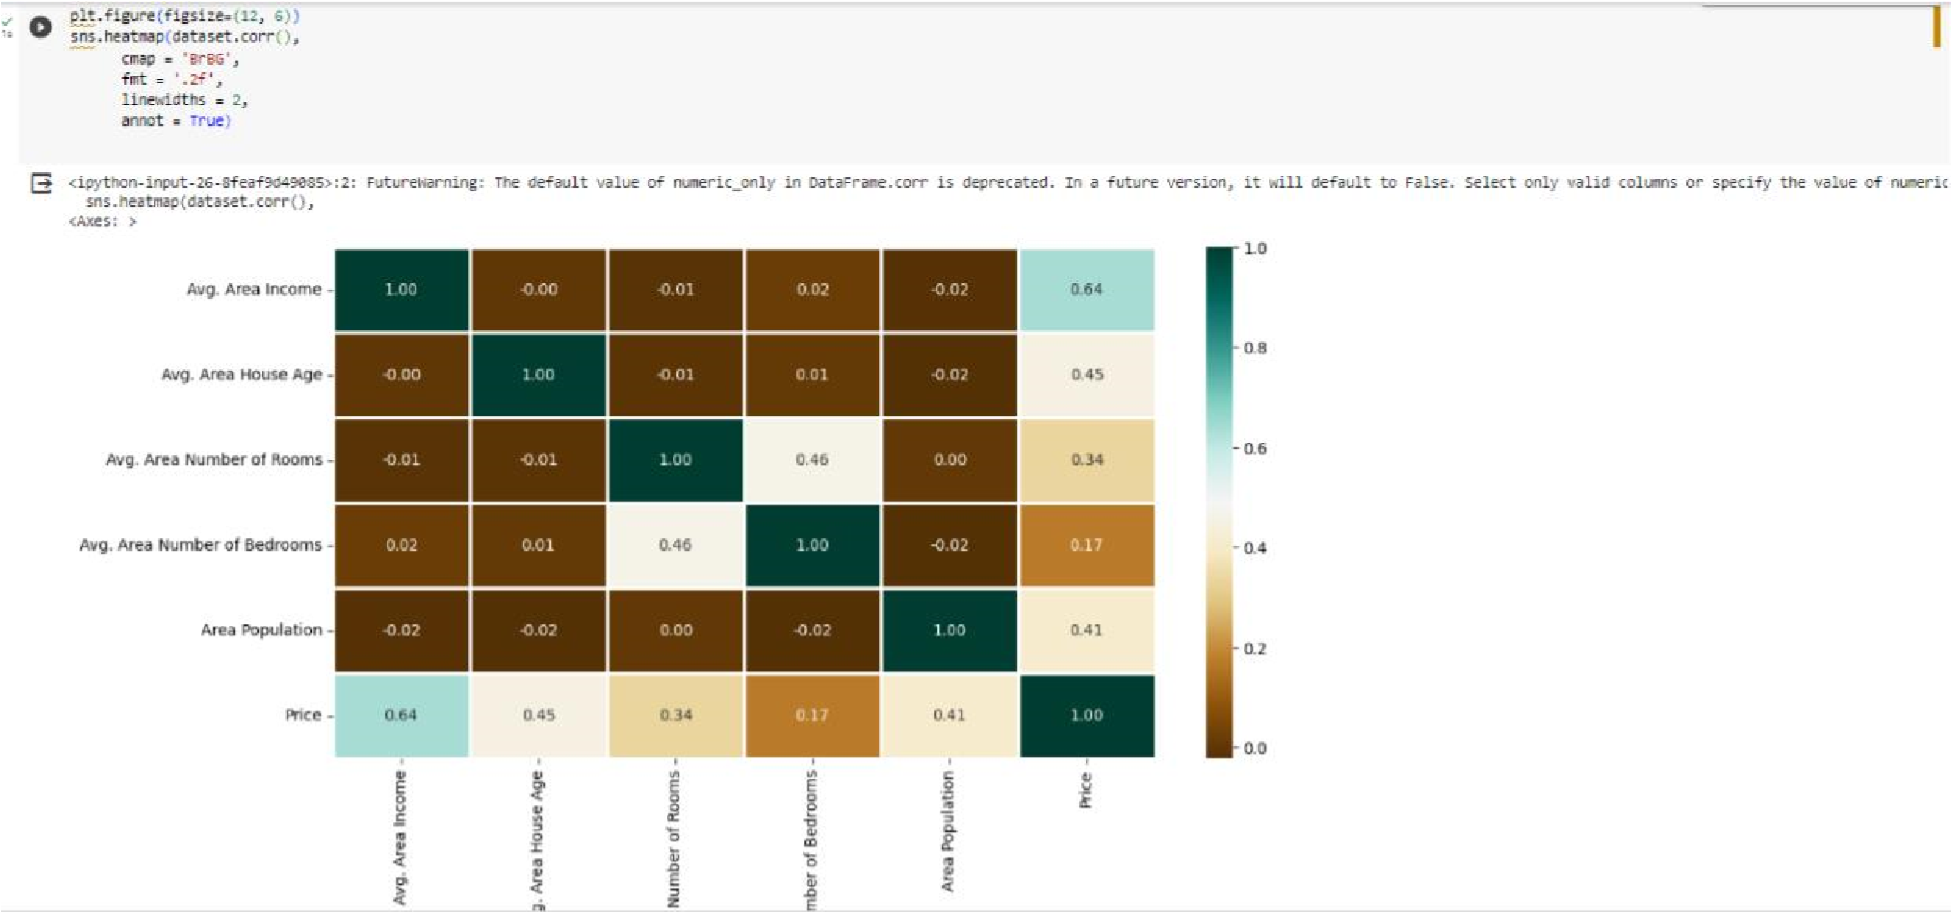 plt.figure(figsize=(12, 6))
sns.heatmap(dataset.corr(),
cmap = 'BrBG',
fmt = '.2f',
linewidths = 2,
annot = True)
1s
<ipython-input-26-8feaf9d49085>:2: FutureWarning: The default value of numeric_only in DataFrame.corr is deprecated. In a future version, it will default to False. Select only valid columns or specify the value of numeric
sns.heatmap(dataset.corr(),
<Axes: >
Avg. Area Income 1.00 -0.00 -0.01 0.02 -0.02 0.64
Avg. Area House Age -0.00 1.00 -0.01 0.01 -0.02 0.45
Avg. Area Number of Rooms -0.01 -0.01 1.00 0.46 0.00 0.34
Avg. Area Number of Bedrooms 0.02 0.01 0.46 1.00 -0.02 0.17
Area Population -0.02 -0.02 0.00 -0.02 1.00 0.41
Price 0.64 0.45 0.34 0.17 0.41 1.00
Avg. Area Income
g. Area House Age
Number of Rooms
mber of Bedrooms
Area Population
Price
1.0
0.8
0.6
0.4
0.2
0.0